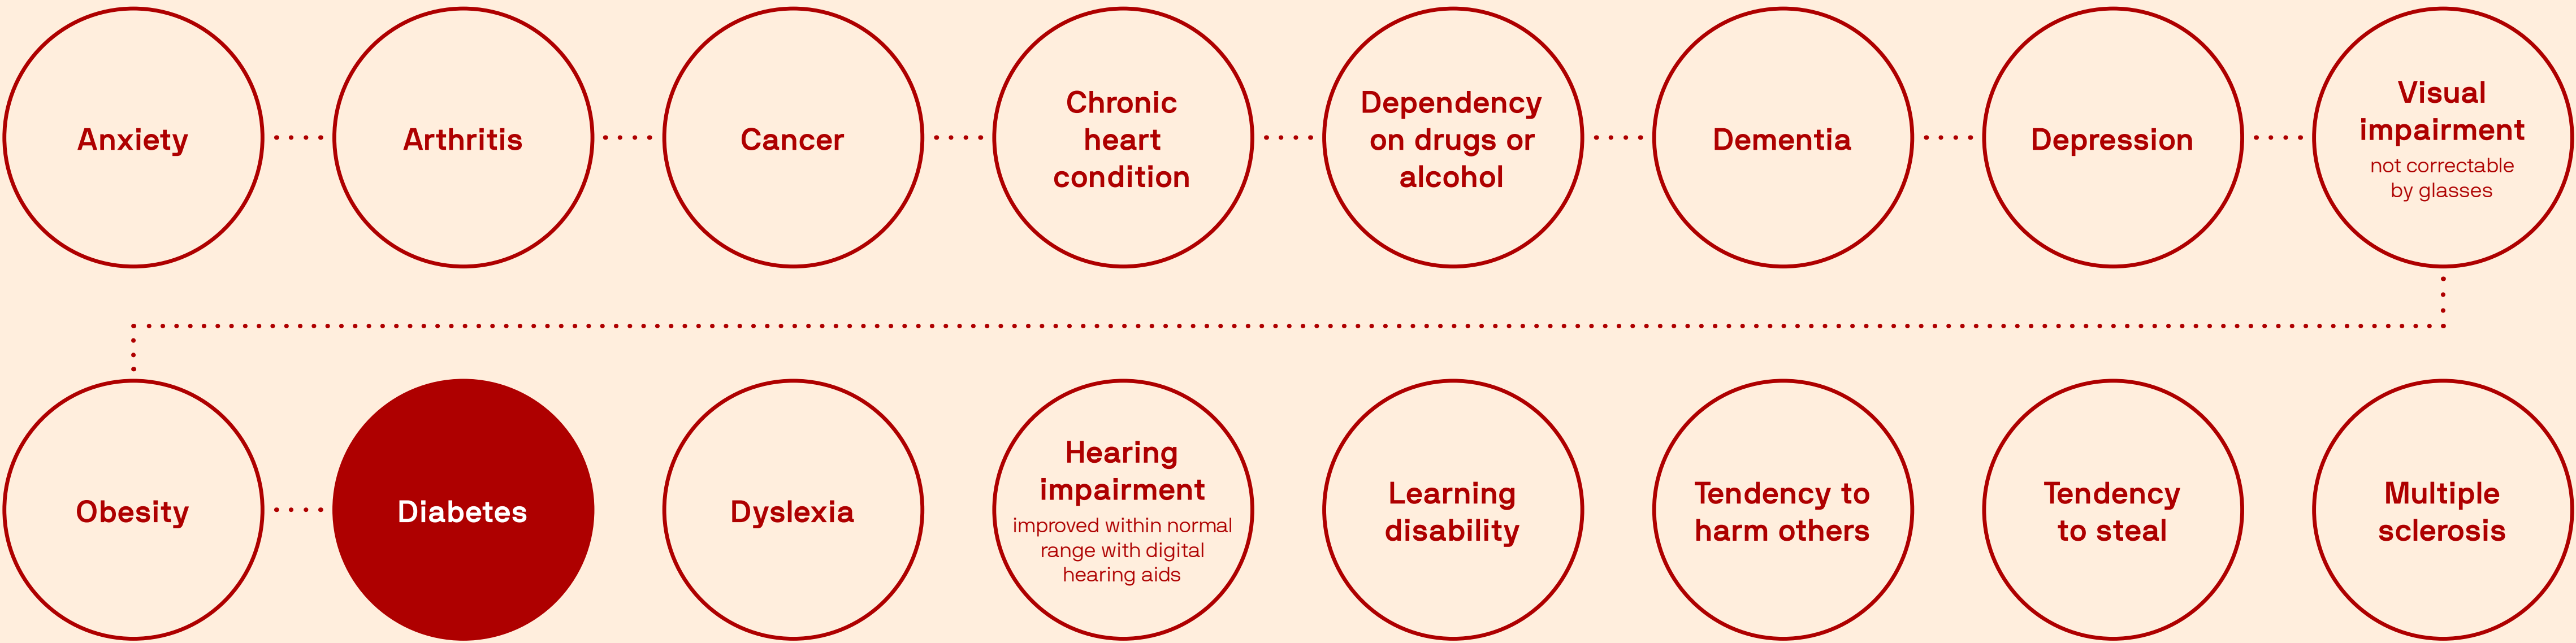 Anxiety
Arthritis
Cancer
Chronic
heart
condition
Dependency
on drugs or
alcohol
Dementia
Depression
Visual
impairment
not correctable
by glasses
Obesity
Diabetes
Dyslexia
Hearing
impairment
improved within normal
range with digital
hearing aids
Learning
disability
Tendency to
harm others
Tendency
to steal
Multiple
sclerosis